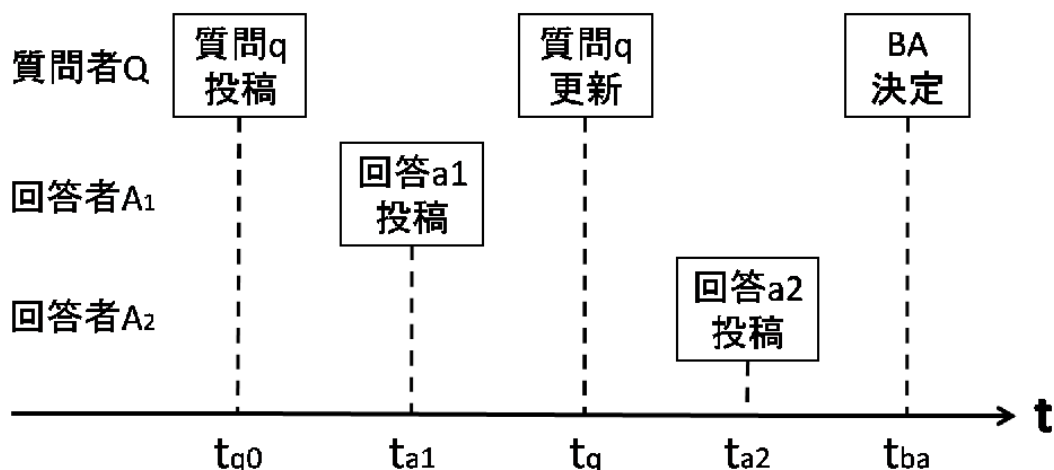 質問者Q
質問q
投稿
質問q
更新
BA
決定
回答者A1
回答a1
投稿
回答者A2
回答a2
投稿
t
tq0
ta1
tq
ta2
tba